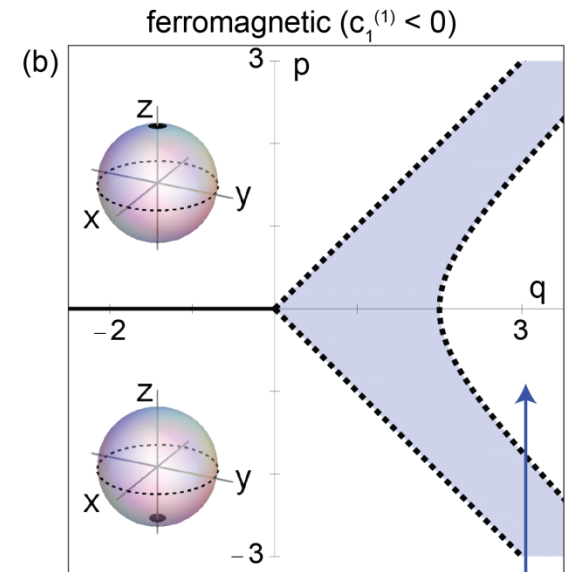 ferromagnetic (c₁⁽¹⁾ < 0)
(b)
3
p
z
y
x
q
−2
3
z
y
x
−3